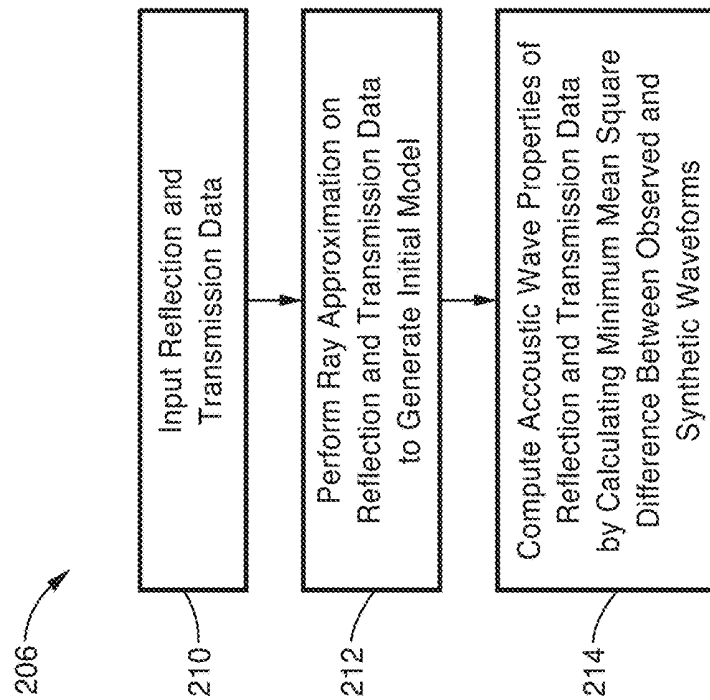 206
210
Input Reflection and
Transmission Data
212
Perform Ray Approximation on
Reflection and Transmission Data
to Generate Initial Model
214
Compute Accoustic Wave Properties of
Reflection and Transmission Data
by Calculating Minimum Mean Square
Difference Between Observed and
Synthetic Waveforms